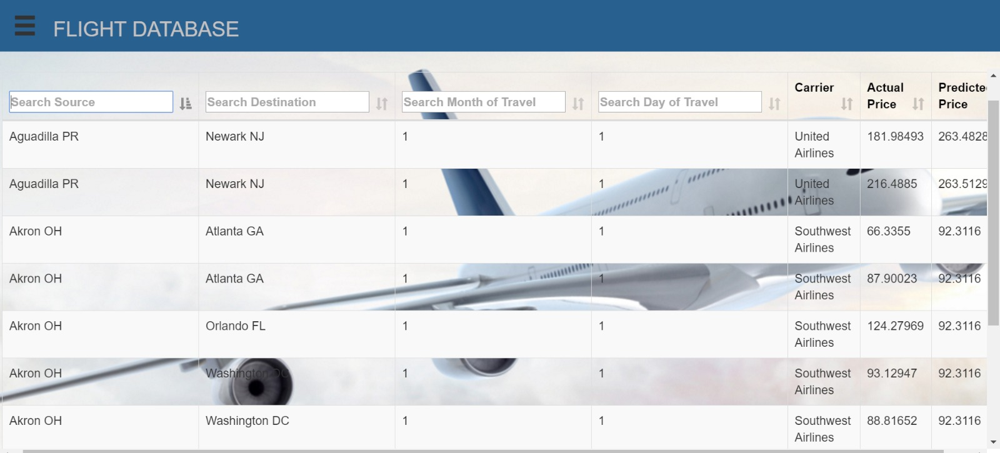 FLIGHT DATABASE
Search Source Search Destination Search Month of Travel Search Day of Travel Carrier Actual Price Predicte Price
Aguadilla PR Newark NJ 1 1 United Airlines 181.98493 263.4828
Aguadilla PR Newark NJ 1 1 United Airlines 216.4885 263.5129
Akron OH Atlanta GA 1 1 Southwest Airlines 66.3355 92.3116
Akron OH Atlanta GA 1 1 Southwest Airlines 87.90023 92.3116
Akron OH Orlando FL 1 1 Southwest Airlines 124.27969 92.3116
Akron OH Washington DC 1 1 Southwest Airlines 93.12947 92.3116
Akron OH Washington DC 1 1 Southwest Airlines 88.81652 92.3116